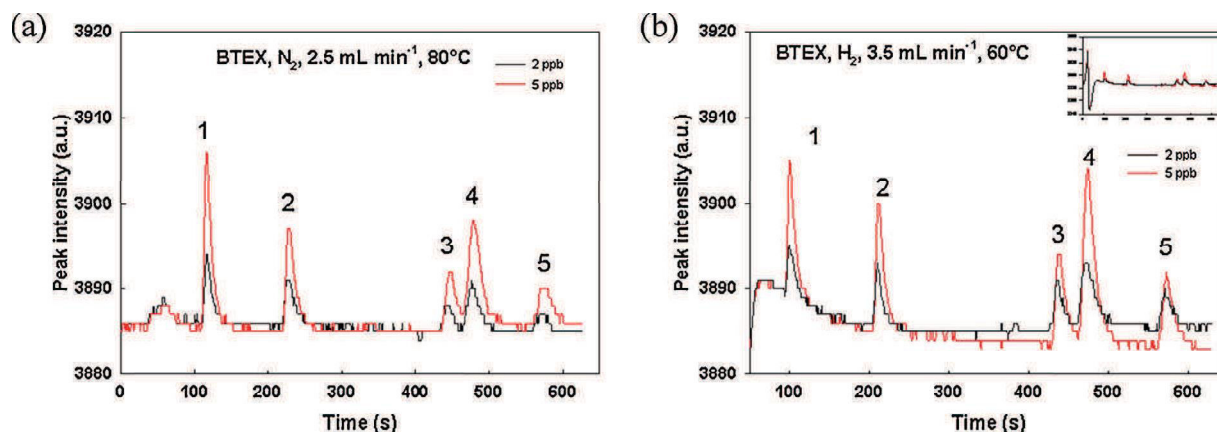 (a)
3920
3910
3900
3890
3880
Peak intensity (a.u.)
BTEX, N2, 2.5 mL min-1, 80°C
2 ppb
5 ppb
1
2
3
4
5
0 100 200 300 400 500 600
Time (s)
(b)
3920
3910
3900
3890
3880
Peak intensity (a.u.)
BTEX, H2, 3.5 mL min-1, 60°C
2 ppb
5 ppb
1
2
3
4
5
100 200 300 400 500 600
Time (s)